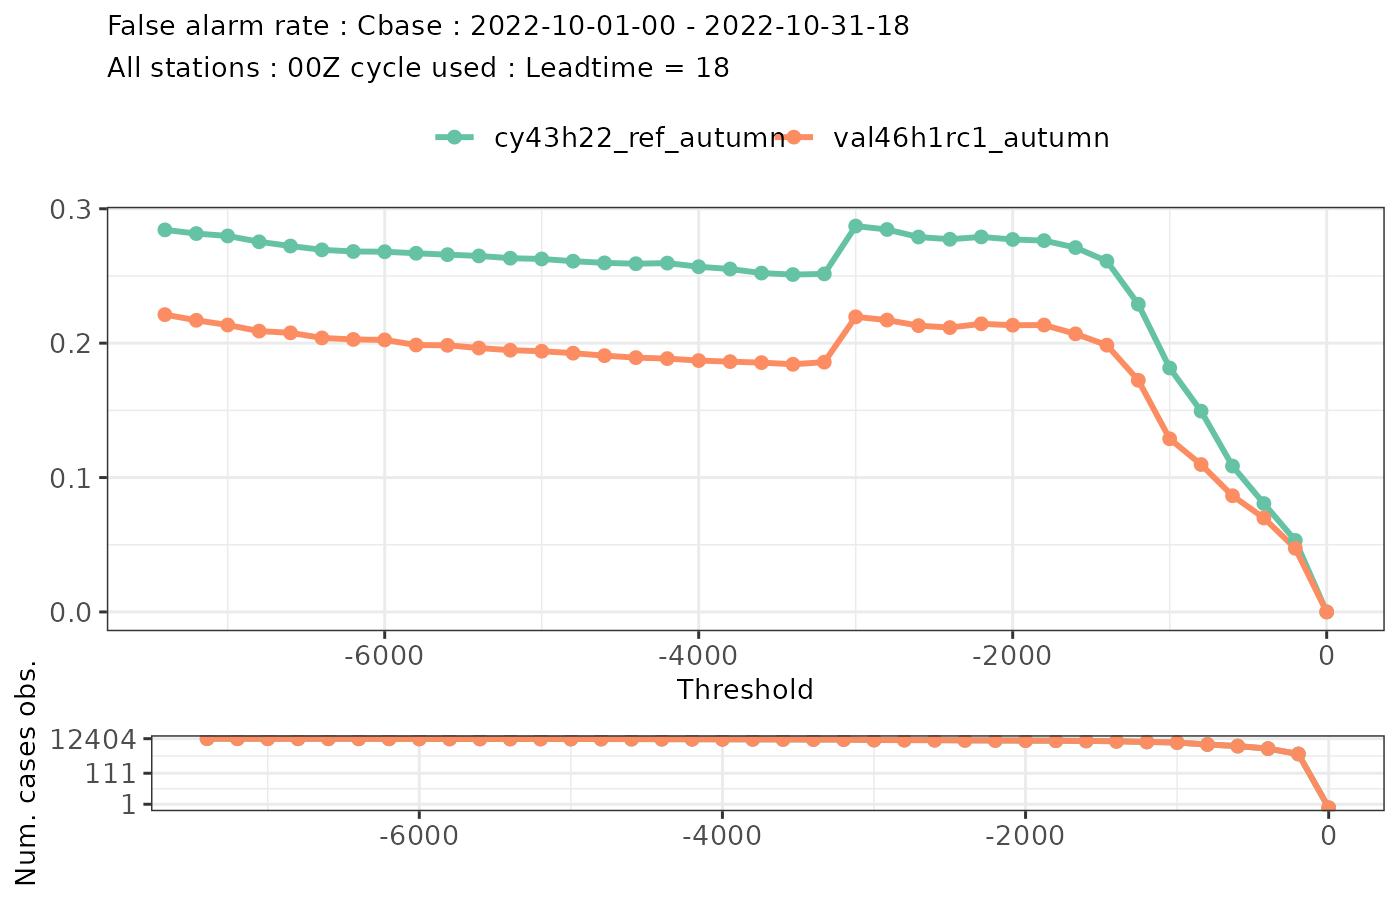 False alarm rate : Cbase : 2022-10-01-00 - 2022-10-31-18
All stations : 00Z cycle used : Leadtime = 18
cy43h22_ref_autumn val46h1rc1_autumn
0.3
0.2
0.1
0.0
-6000 -4000 -2000 0
Threshold
Num. cases obs.
12404
111
1
-6000 -4000 -2000 0